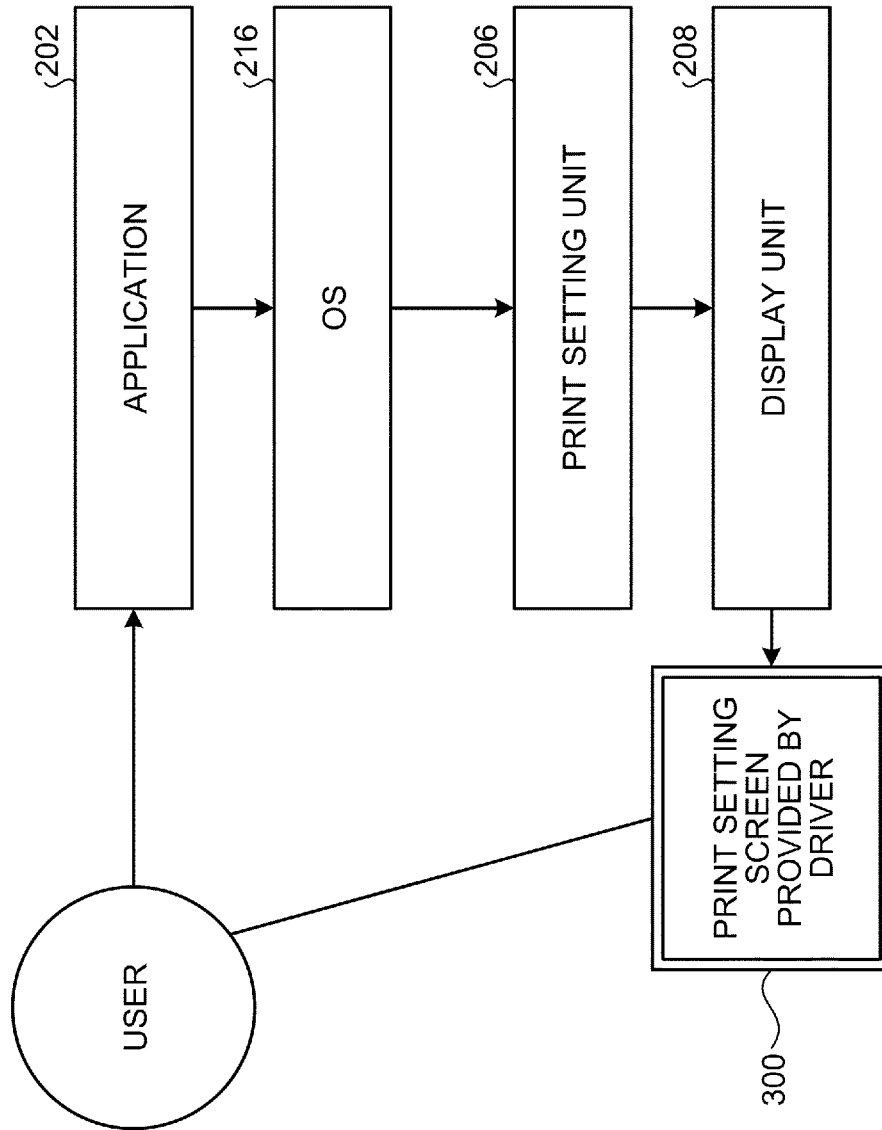 USER
APPLICATION
202
OS
216
PRINT SETTING UNIT
206
DISPLAY UNIT
208
PRINT SETTING
SCREEN
PROVIDED BY
DRIVER
300